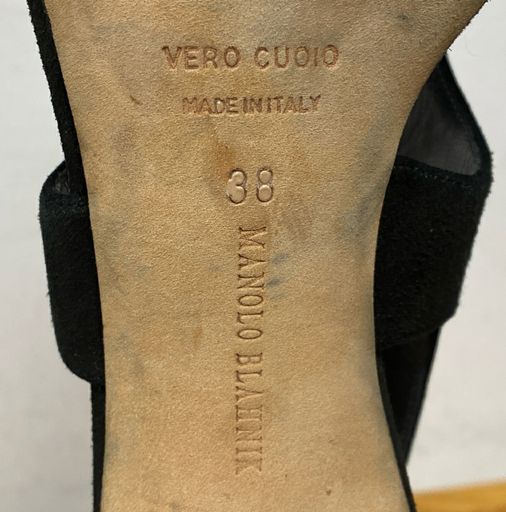 VERO CUOIO
MADE IN ITALY
38
MANOLO BLAHNIK